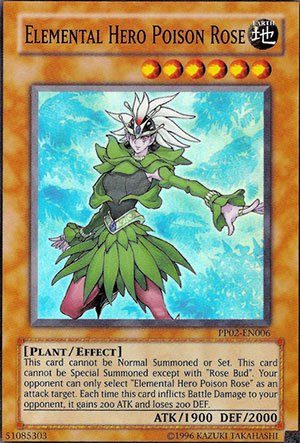 Elemental Hero Poison Rose
EARTH
地
PP02-EN006
[PLANT/EFFECT]
This card cannot be Normal Summoned or Set. This card
cannot be Special Summoned except with "Rose Bud". Your
opponent can only select "Elemental Hero Poison Rose" as an
attack target. Each time this card inflicts Battle Damage to your
opponent, it gains 200 ATK and loses 200 DEF.
ATK/1900 DEF/2000
51085303
©1996 KAZUKI TAKAHASHI